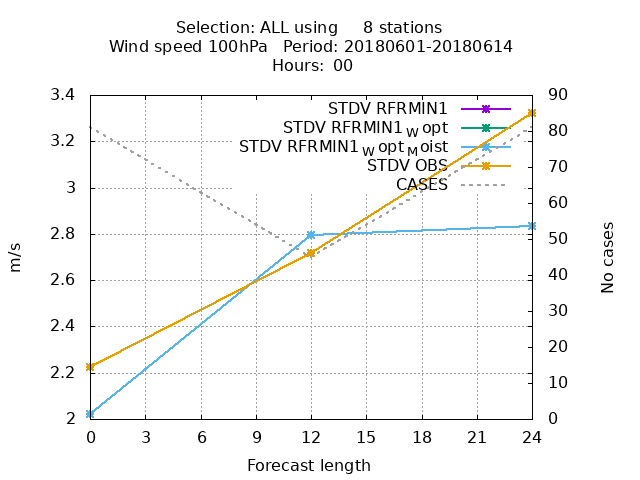 Selection: ALL using 8 stations
Wind speed 100hPa Period: 20180601-20180614
Hours: 00
3.4
3.2
3
2.8
2.6
2.4
2.2
2
m/s
STDV RFRMIN1
STDV RFRMIN1 W opt
STDV RFRMIN1 W opt M oist
STDV OBS
CASES
90
80
70
60
50
40
30
20
10
0
No cases
0 3 6 9 12 15 18 21 24
Forecast length